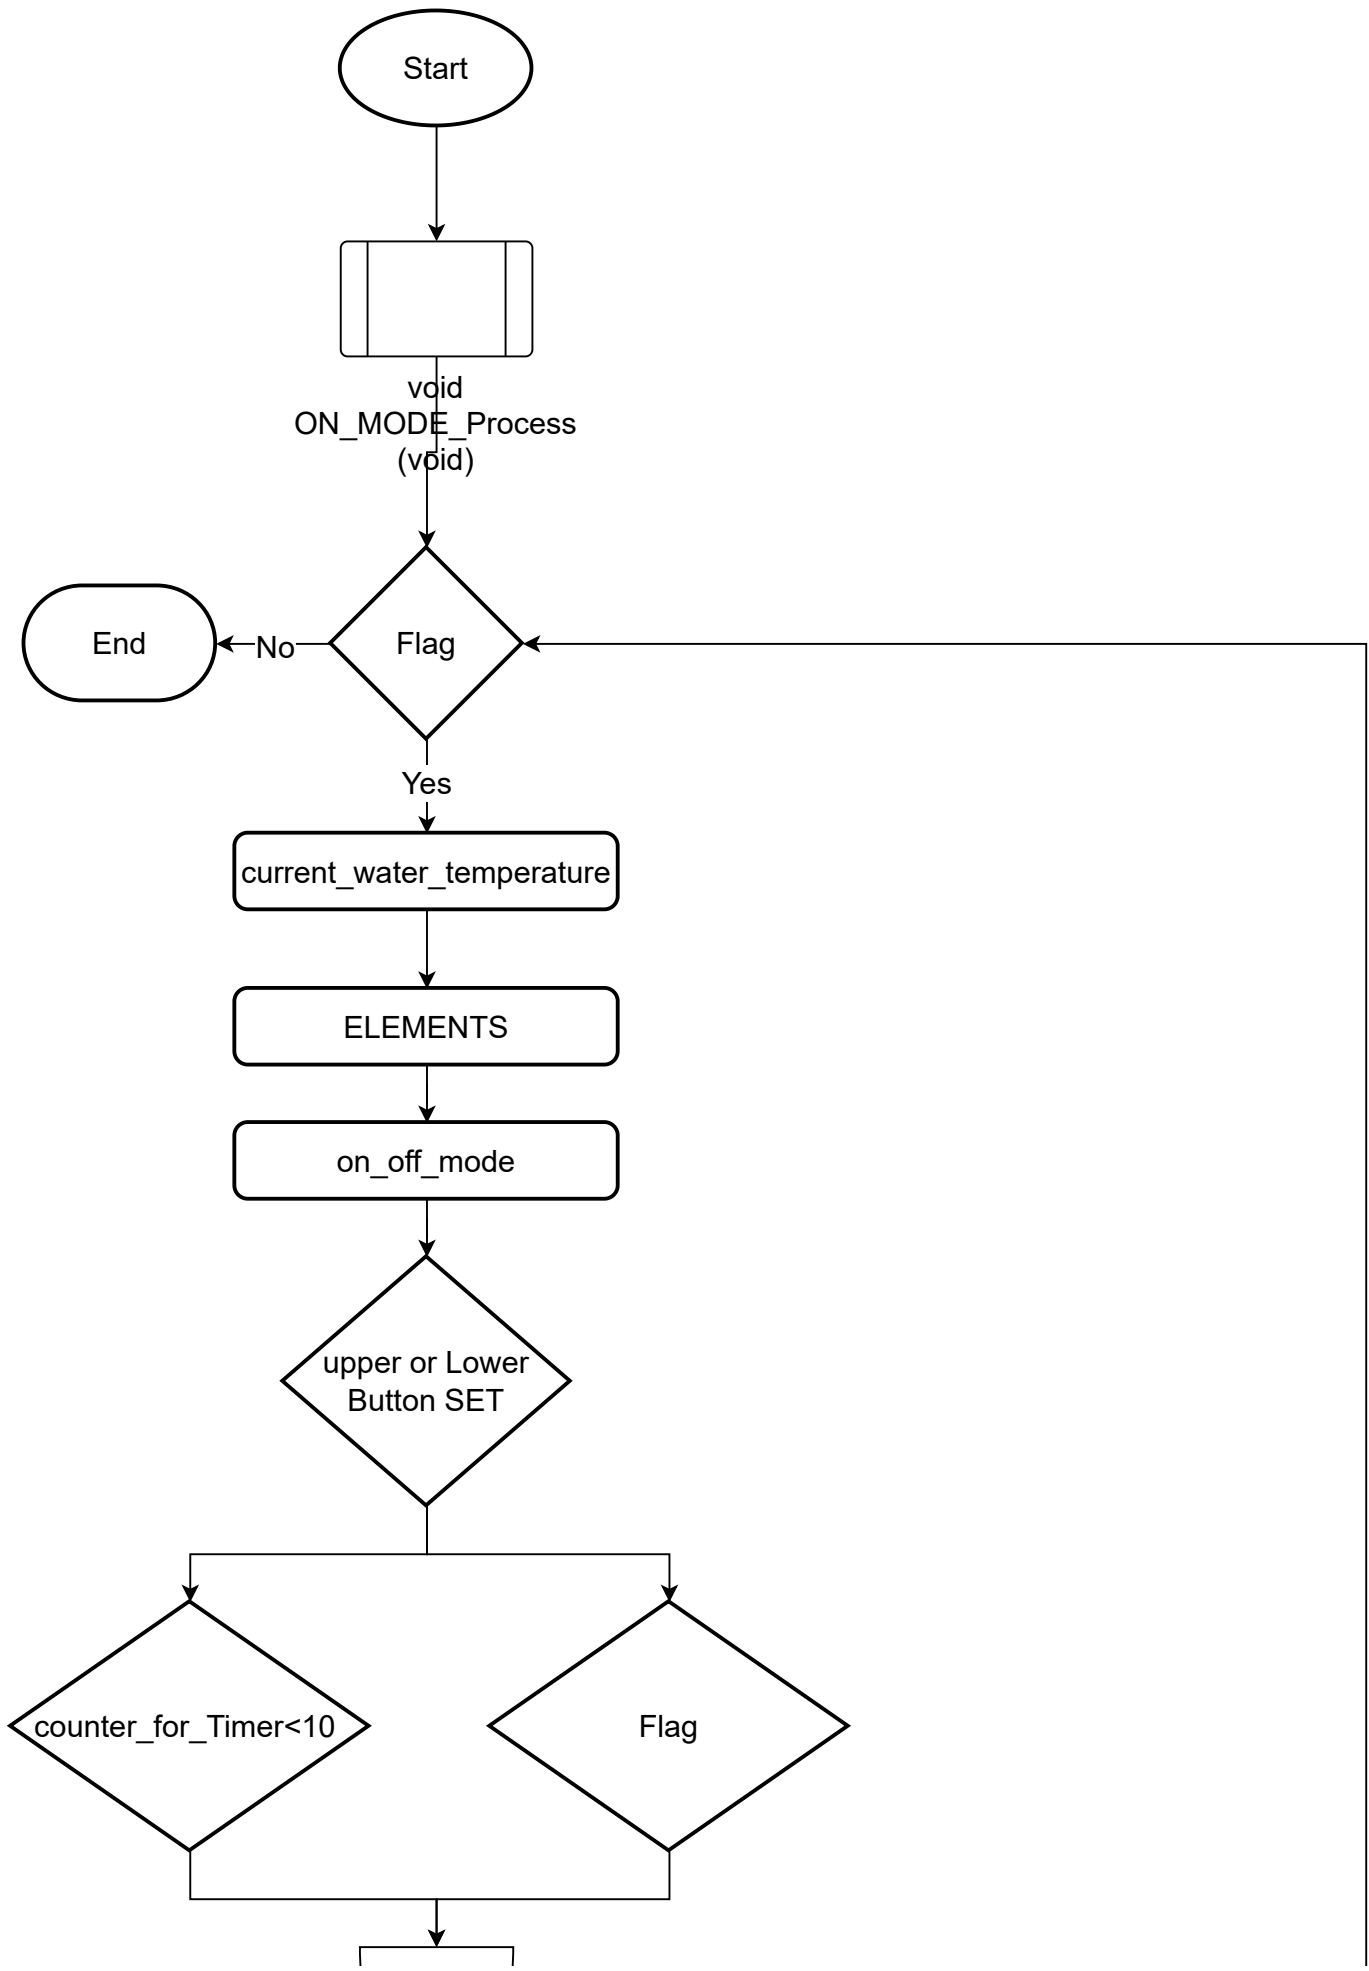 Start
void
ON_MODE_Process
(void)
End
No
Flag
Yes
current_water_temperature
ELEMENTS
on_off_mode
upper or Lower
Button SET
counter_for_Timer<10
Flag